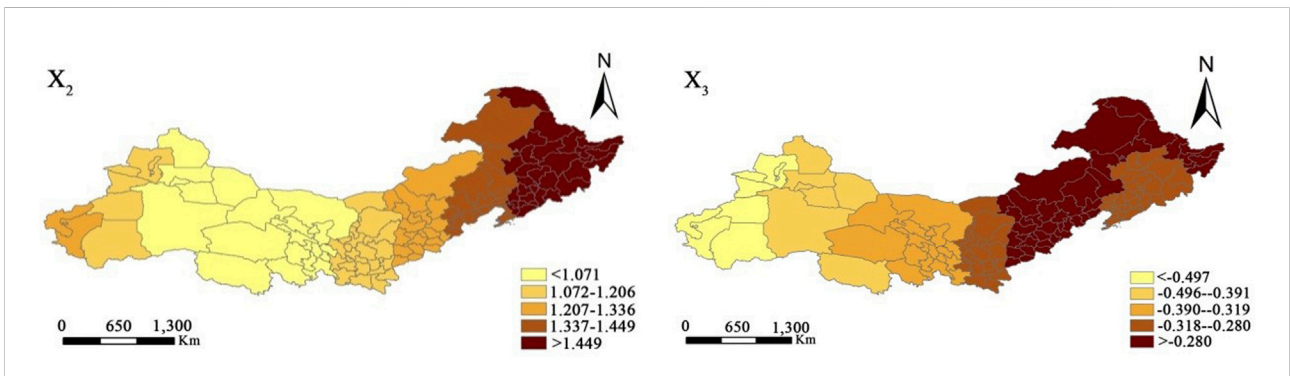 X2
N
<1.071
1.072-1.206
1.207-1.336
1.337-1.449
>1.449
0 650 1,300
Km
X3
N
<-0.497
-0.496--0.391
-0.390--0.319
-0.318--0.280
>-0.280
0 650 1,300
Km